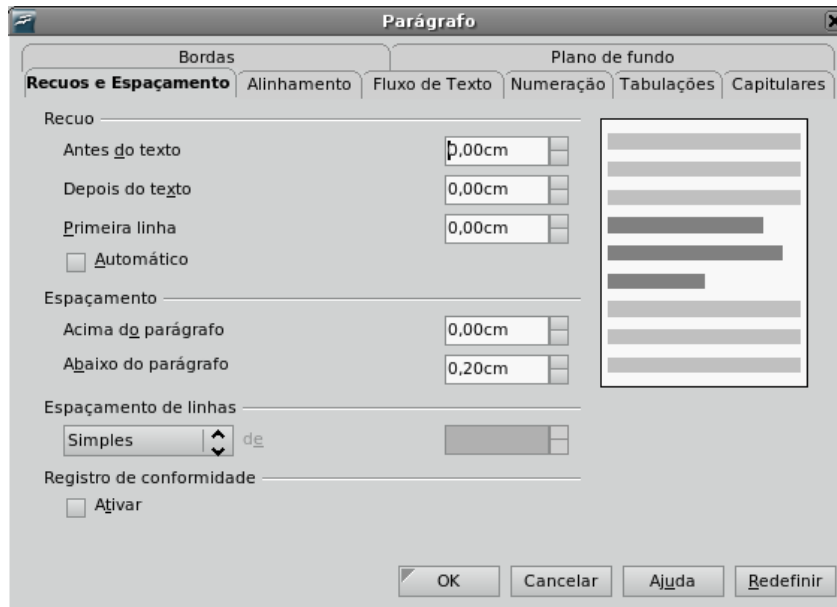 Parágrafo
Bordas Plano de fundo
Recuos e Espaçamento Alinhamento Fluxo de Texto Numeração Tabulações Capitulares
Recuo
Antes do texto 0,00cm
Depois do texto 0,00cm
Primeira linha 0,00cm
Automático
Espaçamento
Acima do parágrafo 0,00cm
Abaixo do parágrafo 0,20cm
Espaçamento de linhas
Simples de
Registro de conformidade
Ativar
OK Cancelar Ajuda Redefinir